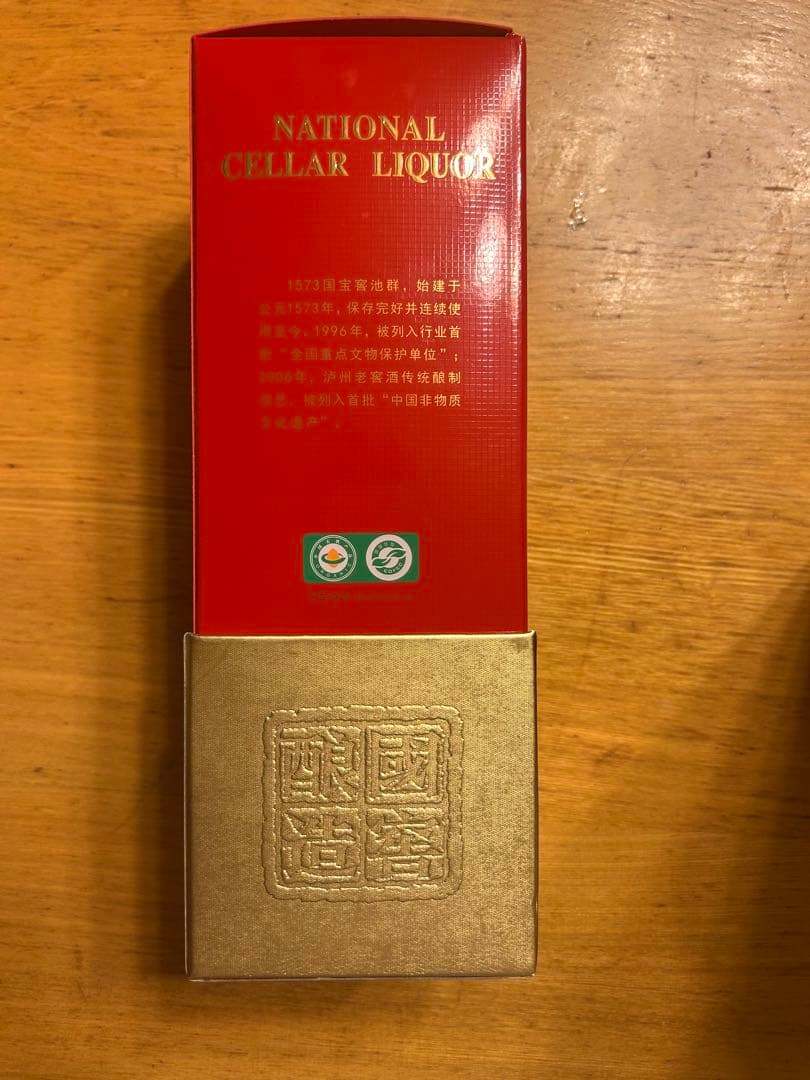 NATIONAL
CELLAR LIQUOR
1573国宝窖池群，始建于
公元1573年，保存完好并连续使
用至今。1996年，被列入行业首
家“全国重点文物保护单位”；
2006年，泸州老窖酒传统酿制
技艺，被列入首批“中国非物质
文化遗产”。
國窖
釀造